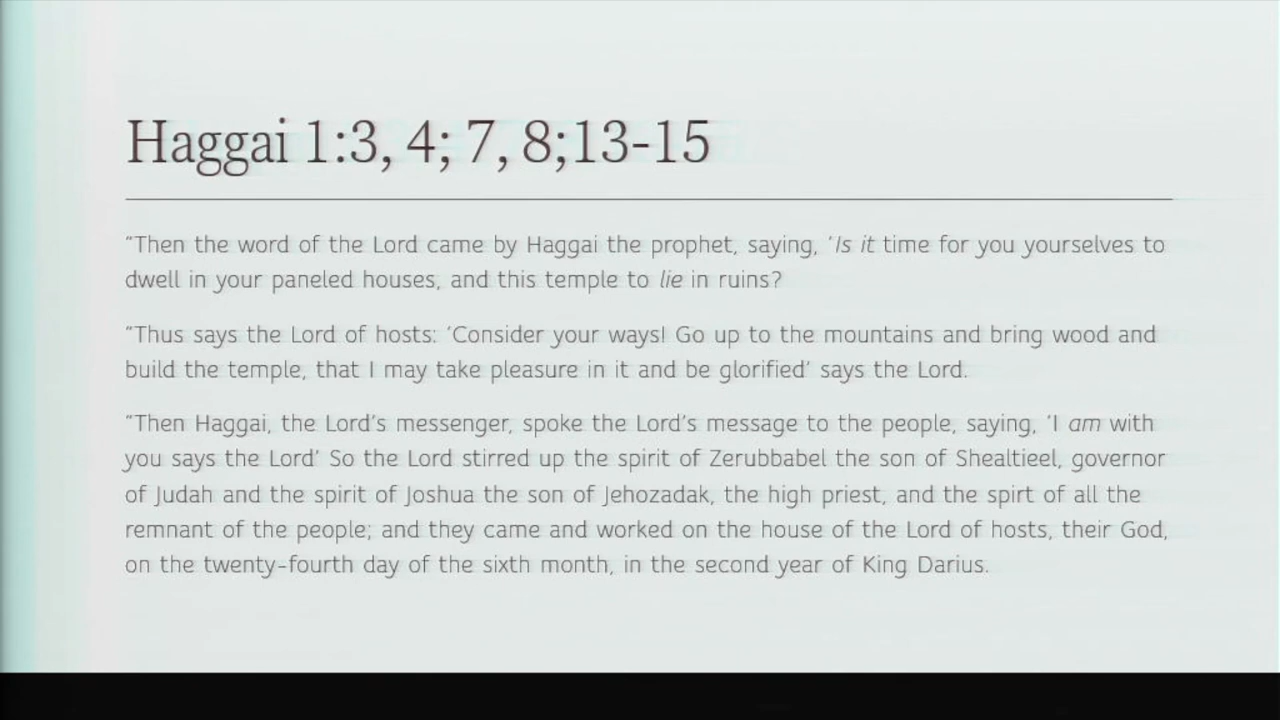 Haggai 1:3, 4; 7, 8;13-15
“Then the word of the Lord came by Haggai the prophet, saying, ‘Is it time for you yourselves to
dwell in your paneled houses, and this temple to lie in ruins?
“Thus says the Lord of hosts: ‘Consider your ways! Go up to the mountains and bring wood and
build the temple, that I may take pleasure in it and be glorified’ says the Lord.
“Then Haggai, the Lord’s messenger, spoke the Lord’s message to the people, saying, ‘I am with
you says the Lord’ So the Lord stirred up the spirit of Zerubbabel the son of Shealtieel, governor
of Judah and the spirit of Joshua the son of Jehozadak, the high priest, and the spirt of all the
remnant of the people; and they came and worked on the house of the Lord of hosts, their God,
on the twenty-fourth day of the sixth month, in the second year of King Darius.